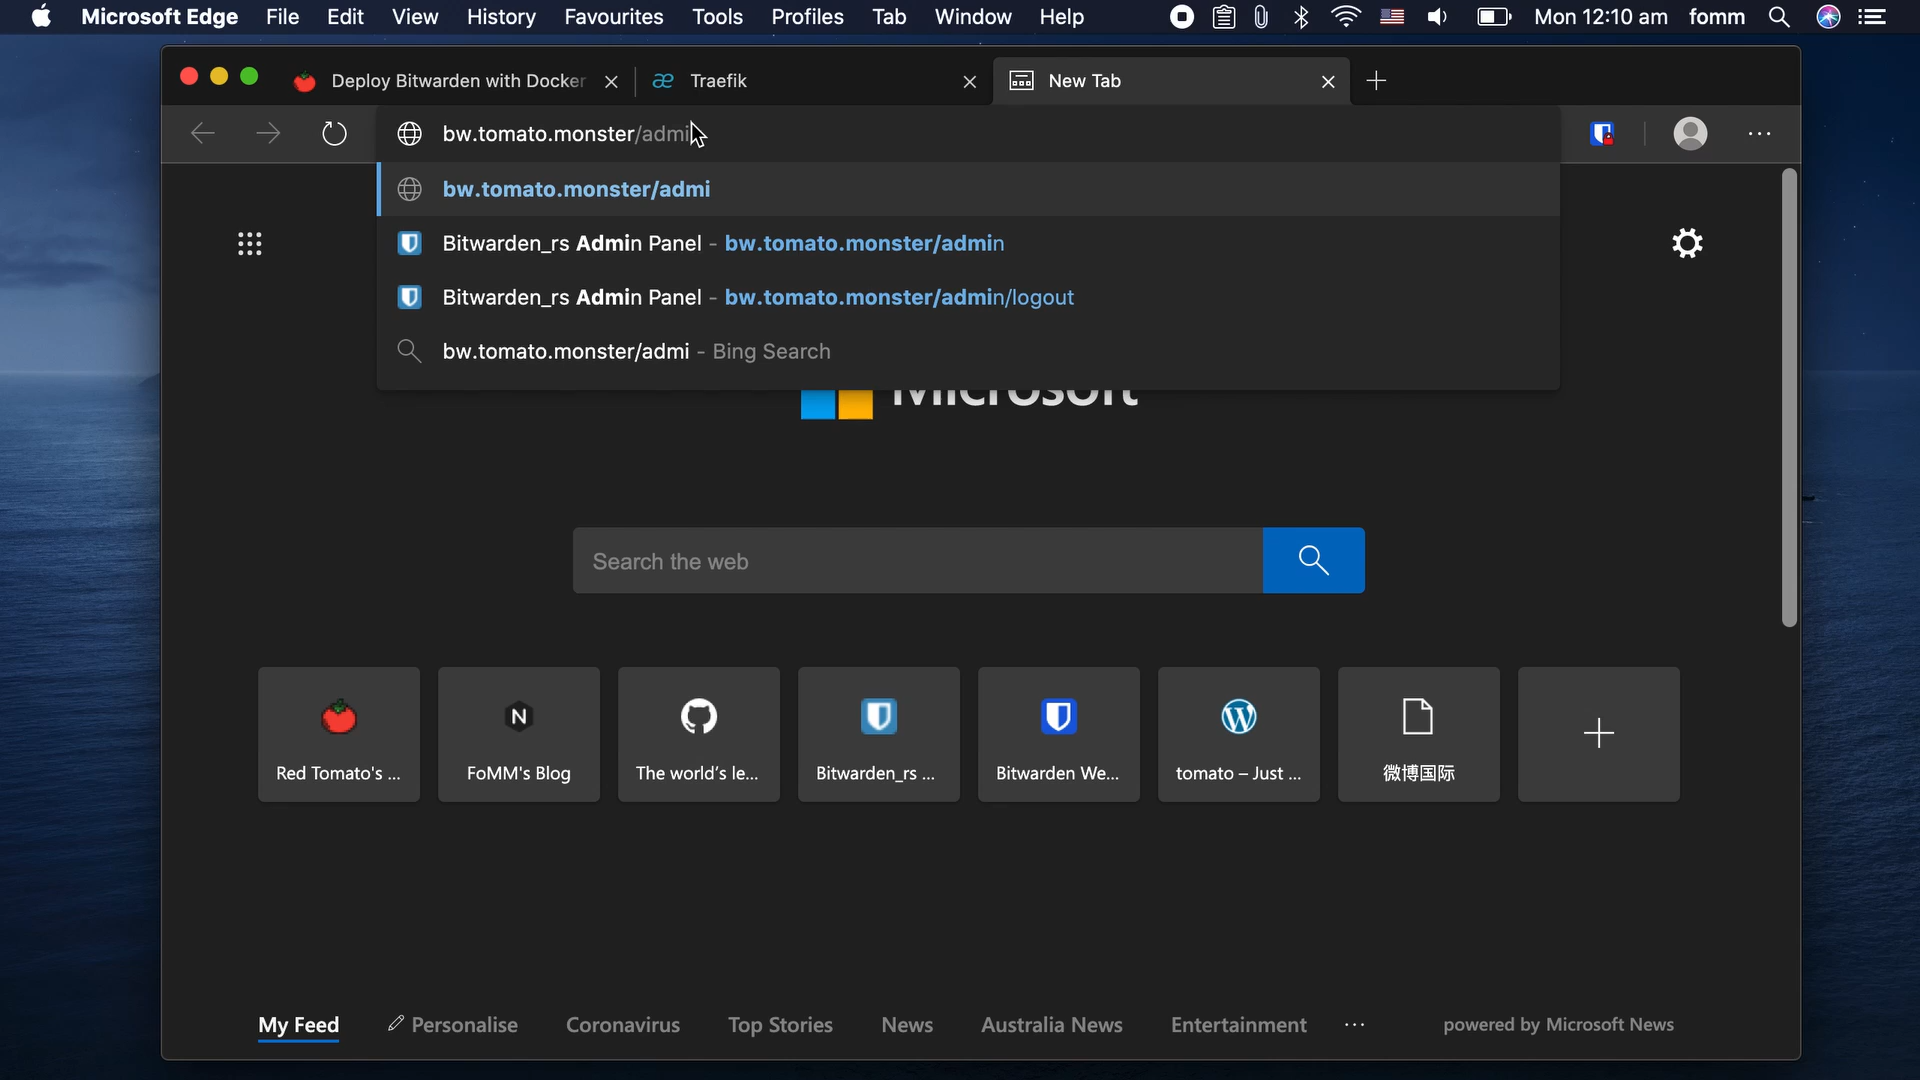 Microsoft Edge File Edit View History Favourites Tools Profiles Tab Window Help Mon 12:10 am fomm
Deploy Bitwarden with Docker Traefik New Tab
bw.tomato.monster/admi
bw.tomato.monster/admi
Bitwarden_rs Admin Panel - bw.tomato.monster/admin
Bitwarden_rs Admin Panel - bw.tomato.monster/admin/logout
bw.tomato.monster/admi - Bing Search
Microsoft
Search the web
N
Red Tomato's ... FoMM's Blog The world's le... Bitwarden_rs ... Bitwarden We... tomato – Just ... 微博国际
My Feed Personalise Coronavirus Top Stories News Australia News Entertainment ... powered by Microsoft News